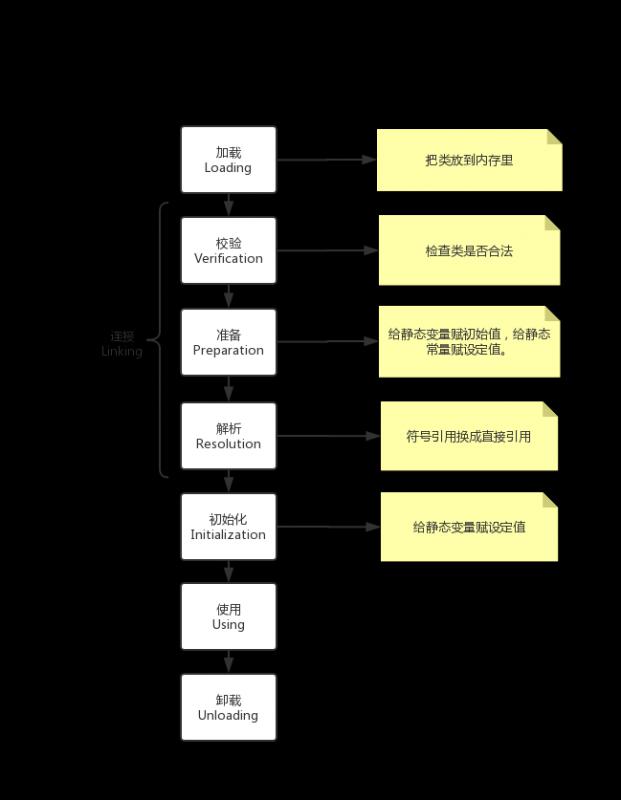 加载
Loading
把类放到内存里
校验
Verification
检查类是否合法
连接
Linking
准备
Preparation
给静态变量赋初始值，给静态
常量赋设定值。
解析
Resolution
符号引用换成直接引用
初始化
Initialization
给静态变量赋设定值
使用
Using
卸载
Unloading